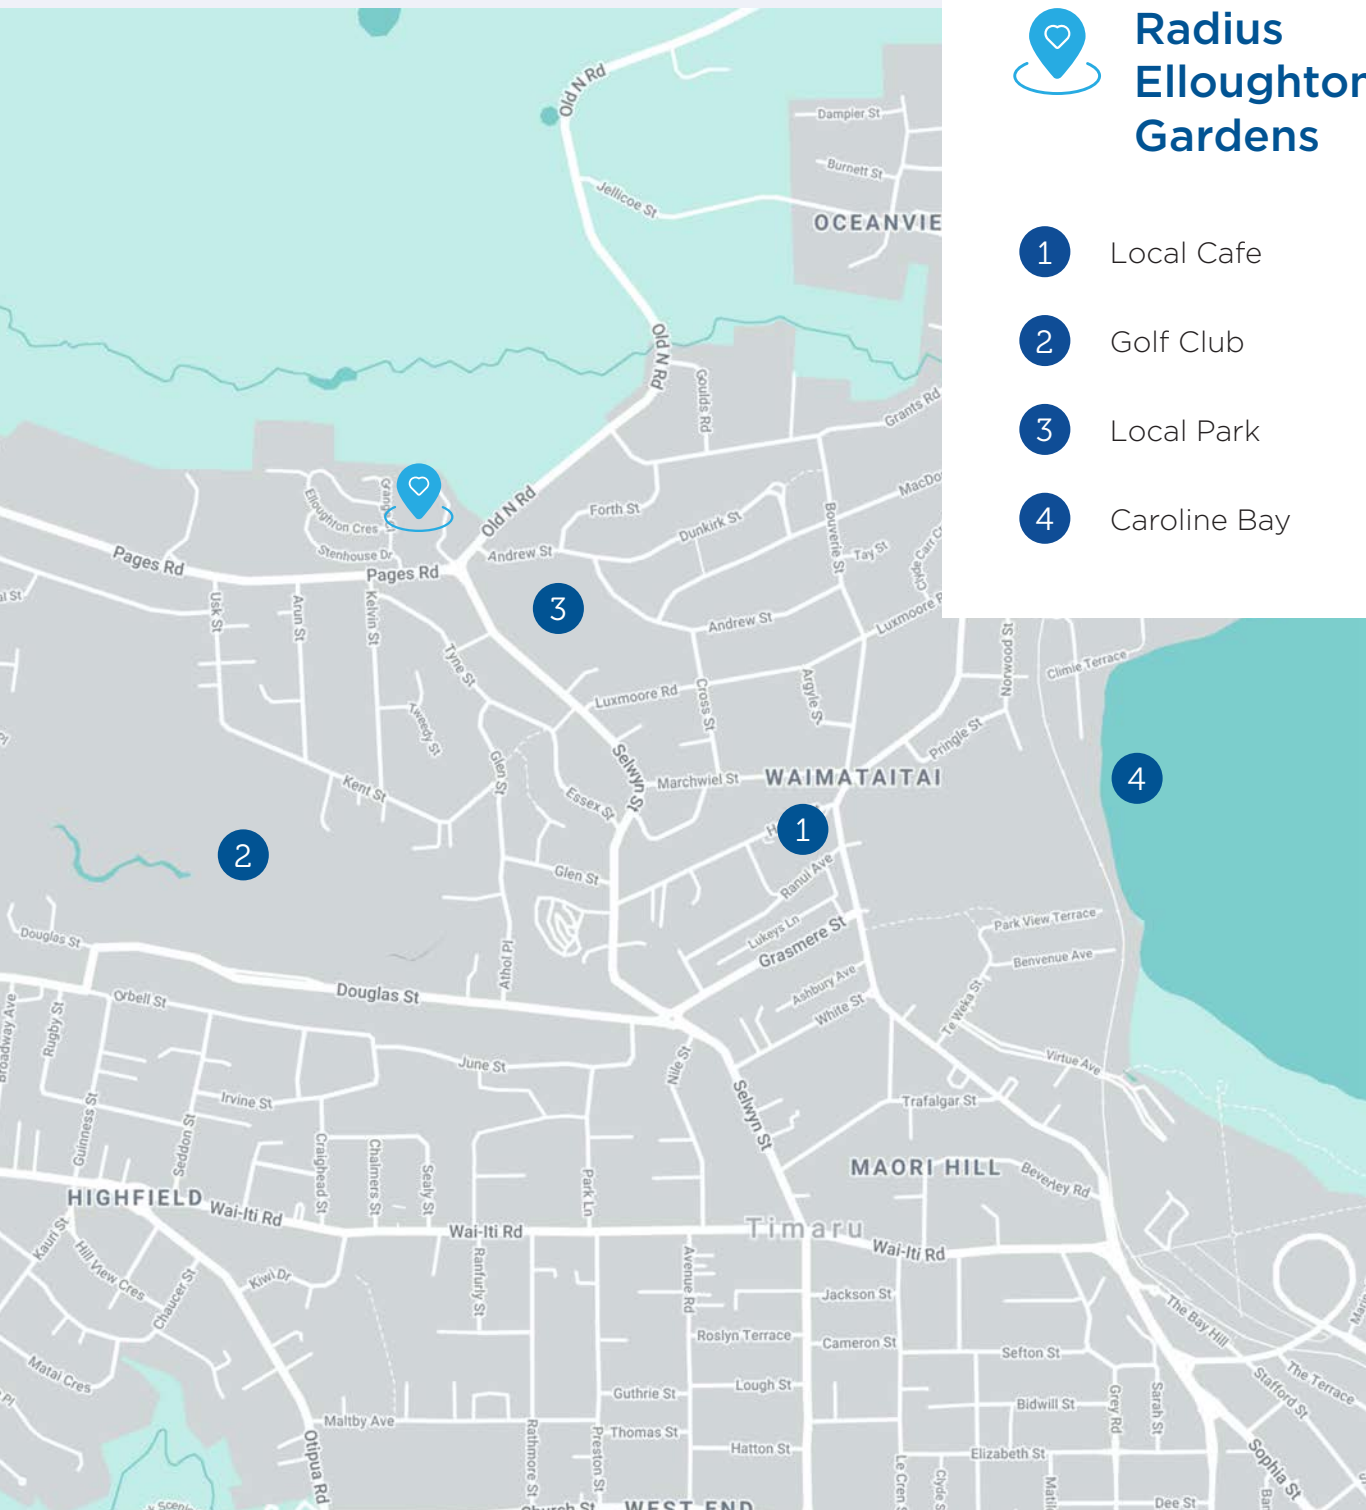 Radius
Elloughton
Gardens
1 Local Cafe
2 Golf Club
3 Local Park
4 Caroline Bay
Old N Rd
Dampier St
Burnett St
Jellicoe St
OCEANVIE
Old N Rd
Goulds Rd
Grants Rd
MacDo
Elloughton Cres
Stenhouse Dr
Old N Rd
Forth St
Dunkirk St
Bouverie St
Tay St
Clyde Carr
Pages Rd
Pages Rd
Andrew St
Andrew St
Luxmoore
Usk St
Arun St
Kelvin St
3
Tyne St
Norwood St
Climie Terrace
Luxmoore Rd
Cross St
Argyle S
Tweedy St
Pringle St
Selwyn St
Glen St
Marchwiel St
WAIMATAITAI
4
Kent St
Essex St
1
2
Ranui Ave
Glen St
Lukeys Ln
Grasmere St
Park View Terrace
Douglas St
Athol Pl
Benvenue Ave
Ashbury Ave
White St
Te Weka St
Douglas St
Orbell St
Rugby St
Broadway Ave
June St
Nile St
Virtue Ave
Selwyn St
Irvine St
Trafalgar St
Guinness St
Seddon St
Craighead St
Chalmers St
Sealy St
Park Ln
MAORI HILL
Beverley Rd
HIGHFIELD
Wai-Iti Rd
Wai-Iti Rd
Timaru
Wai-Iti Rd
Kauri St
Hill View Cres
Chaucer St
Kiwi Dr
Ranfurly St
Avenue Rd
Jackson St
The Bay Hill
Roslyn Terrace
Cameron St
Sefton St
Matai Cres
Guthrie St
Lough St
The Terrace
Stafford St
Grey Rd
Sarah St
Bidwill St
Maltby Ave
Otipua Rd
Rathmore St
Preston St
Thomas St
Hatton St
Elizabeth St
Sophia St
Le Cren St
Clyde S
Church St
WEST END
Dee St
Scenic